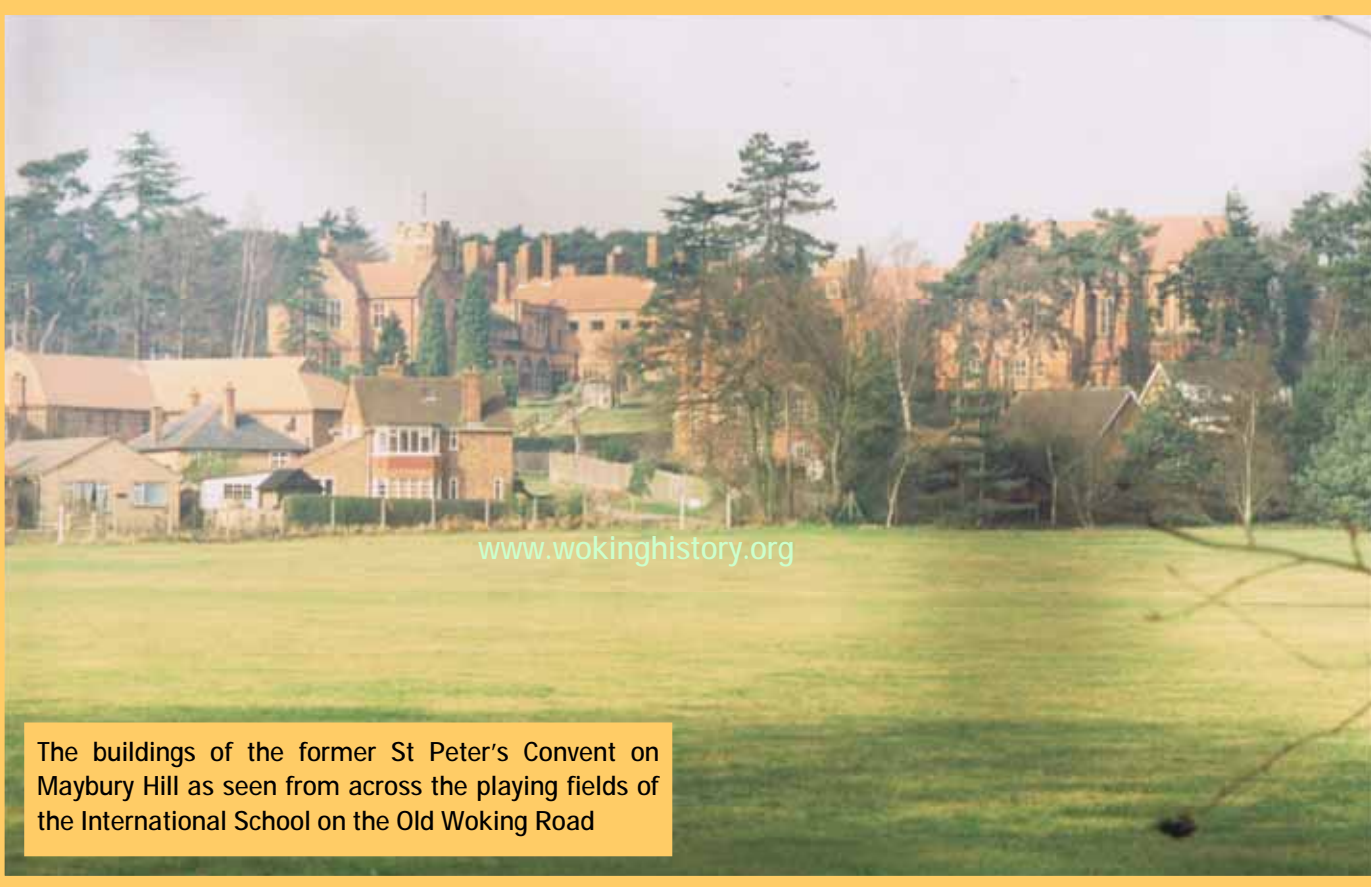 www.wokinghistory.org
The buildings of the former St Peter's Convent on
Maybury Hill as seen from across the playing fields of
the International School on the Old Woking Road